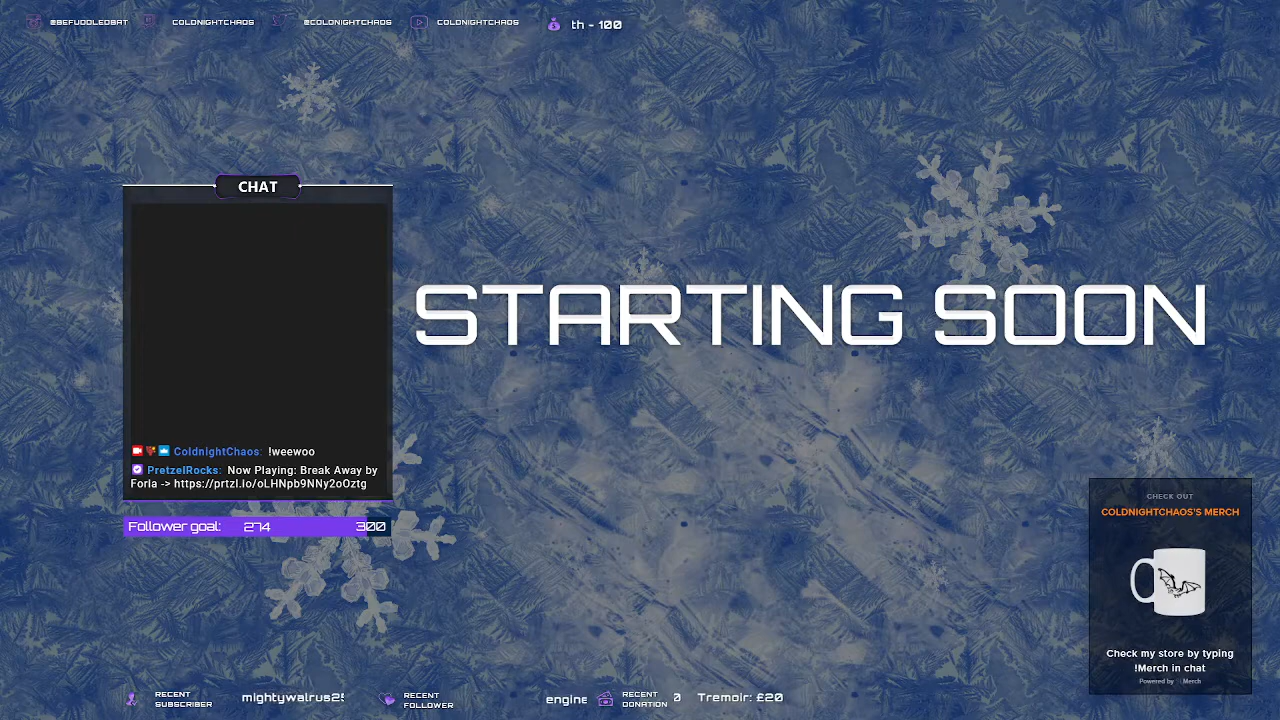 @BEFUDDLEDBAT COLDNIGHTCHAOS @COLDNIGHTCHAOS COLDNIGHTCHAOS th - 100
CHAT
STARTING SOON
ColdnightChaos: !weewoo
PretzelRocks: Now Playing: Break Away by
Forla -> https://prtzl.io/oLHNpb9NNy2oOztg
Follower goal: 274 300
CHECK OUT
COLDNIGHTCHAOS'S MERCH
Check my store by typing
!Merch in chat
Powered by Merch
RECENT
SUBSCRIBER
mightywalrus25
RECENT
FOLLOWER
engine
RECENT
DONATION
0 Tremoir: £20